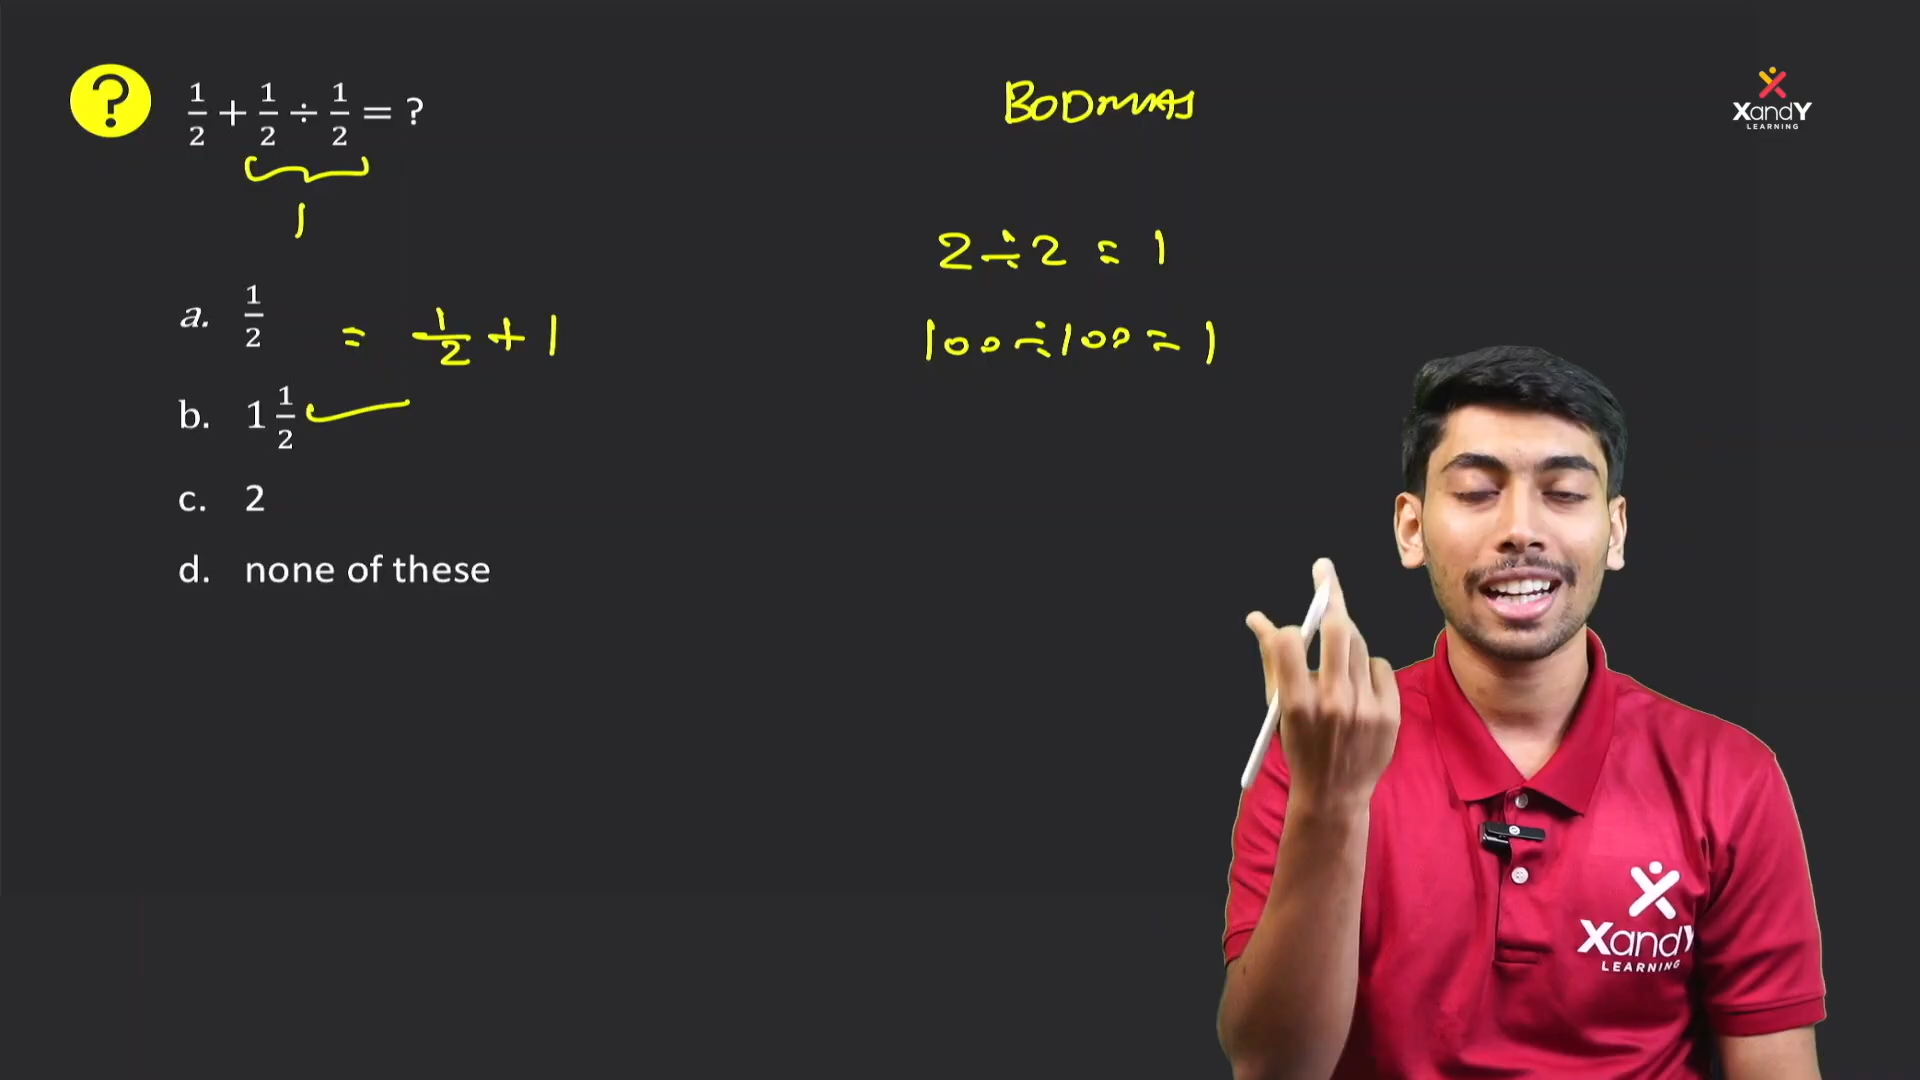 ? 1/2 + 1/2 ÷ 1/2 = ?
1
a. 1/2
= 1/2 + 1
b. 1 1/2
c. 2
d. none of these
BODMAS
2 ÷ 2 = 1
100 ÷ 100 = 1
XandY
LEARNING
XandY
LEARNING